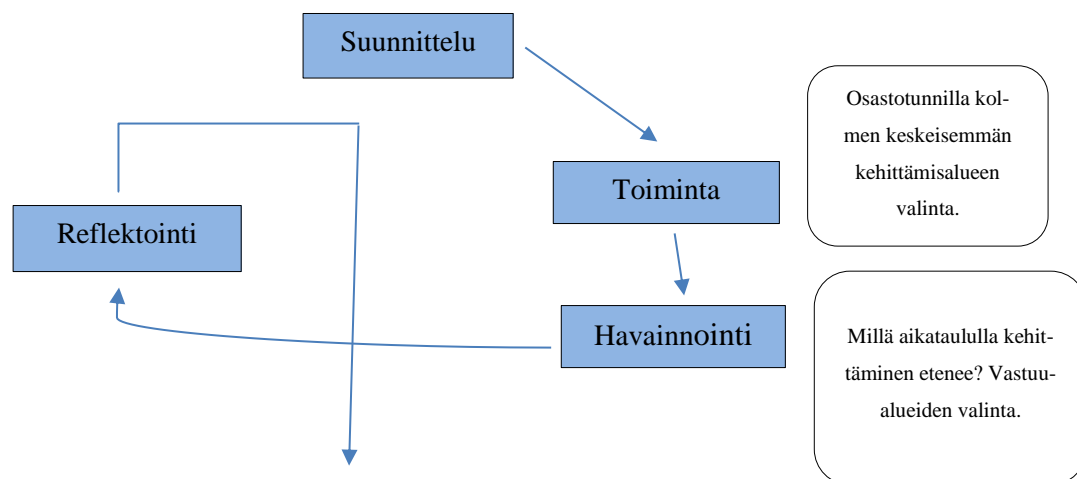 Suunnittelu
Osastotunnilla kol-
men keskeisemmän
kehittämisalueen
valinta.
Toiminta
Reflektointi
Havainnointi
Millä aikataululla kehit-
täminen etenee? Vastuu-
alueiden valinta.